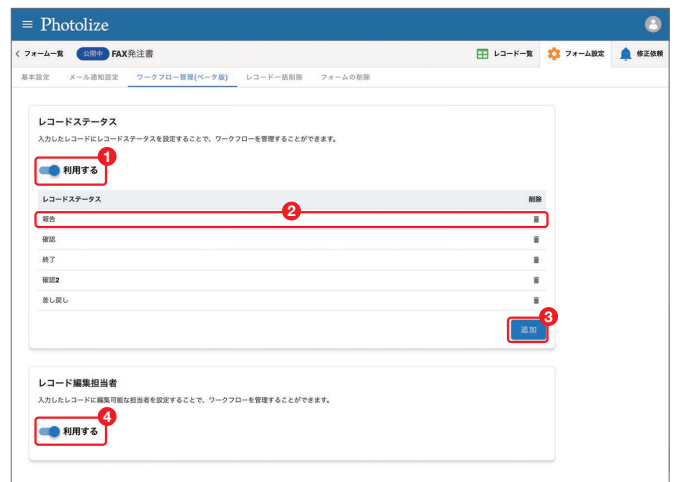 ≡ Photolize
< フォーム一覧 公開中 FAX発注書 レコード一覧 フォーム設定 修正依頼
基本設定 メール通知設定 ワークフロー管理(ベータ版) レコード一括削除 フォームの削除
レコードステータス
入力したレコードにレコードステータスを設定することで、ワークフローを管理することができます。
1
利用する
レコードステータス 削除
2
報告
確認
終了
確認2
差し戻し
3
追加
レコード編集担当者
入力したレコードに編集可能な担当者を設定することで、ワークフローを管理することができます。
4
利用する